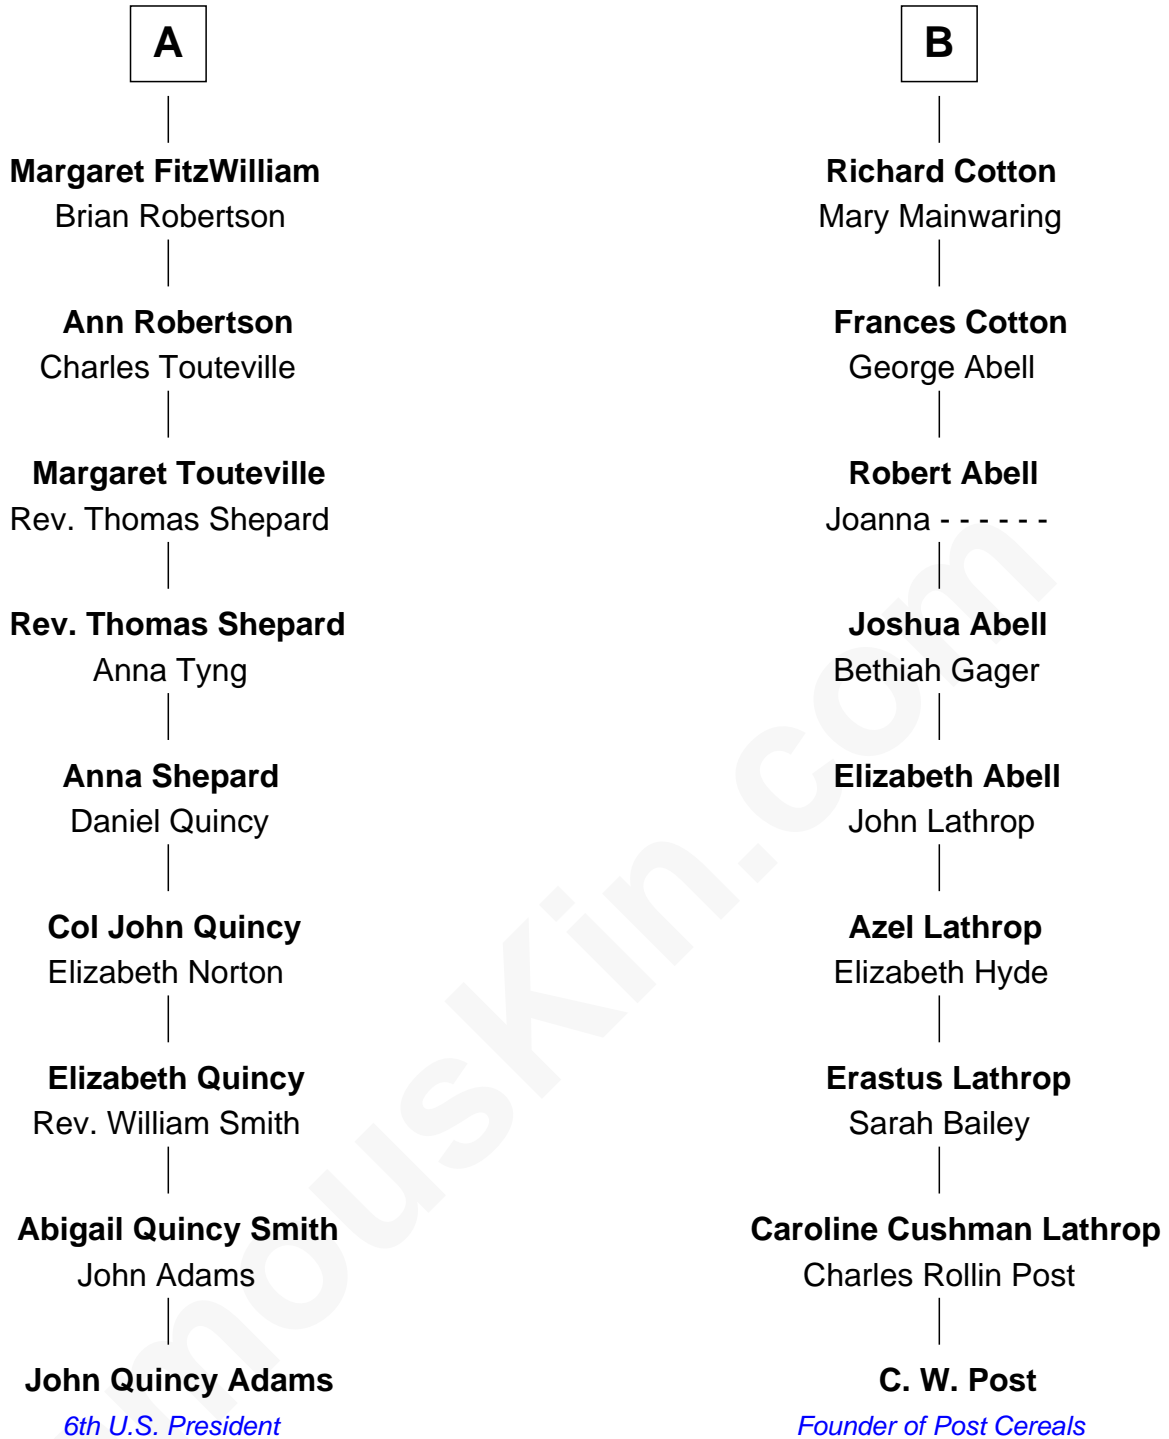 A
Margaret FitzWilliam
Brian Robertson
Ann Robertson
Charles Touteville
Margaret Touteville
Rev. Thomas Shepard
Rev. Thomas Shepard
Anna Tyng
Anna Shepard
Daniel Quincy
Col John Quincy
Elizabeth Norton
Elizabeth Quincy
Rev. William Smith
Abigail Quincy Smith
John Adams
John Quincy Adams
6th U.S. President
B
Richard Cotton
Mary Mainwaring
Frances Cotton
George Abell
Robert Abell
Joanna - - - - - -
Joshua Abell
Bethiah Gager
Elizabeth Abell
John Lathrop
Azel Lathrop
Elizabeth Hyde
Erastus Lathrop
Sarah Bailey
Caroline Cushman Lathrop
Charles Rollin Post
C. W. Post
Founder of Post Cereals
mousKin.com